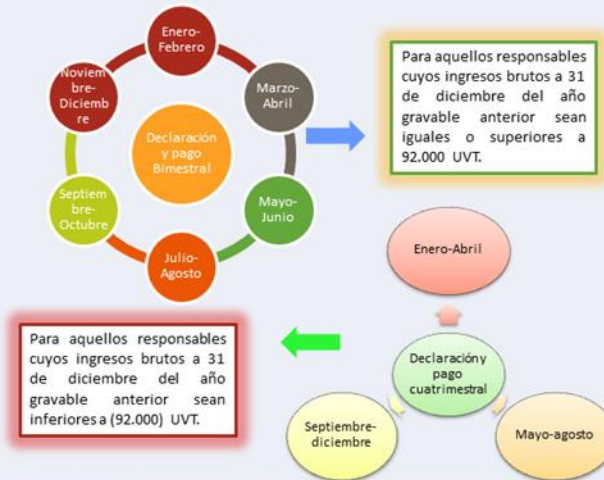 Enero-
Febrero
Marzo-
Abril
Mayo-
Junio
Julio-
Agosto
Septiem
bre-
Octubre
Noviem
bre-
Diciemb
re
Declaración
y pago
Bimestral
Para aquellos responsables
cuyos ingresos brutos a 31
de diciembre del año
gravable anterior sean
iguales o superiores a
92.000 UVT.
Enero-Abril
Declaración y
pago
cuatrimestral
Septiembre-
diciembre
Mayo-agosto
Para aquellos responsables
cuyos ingresos brutos a 31
de diciembre del año
gravable anterior sean
inferiores a (92.000) UVT.